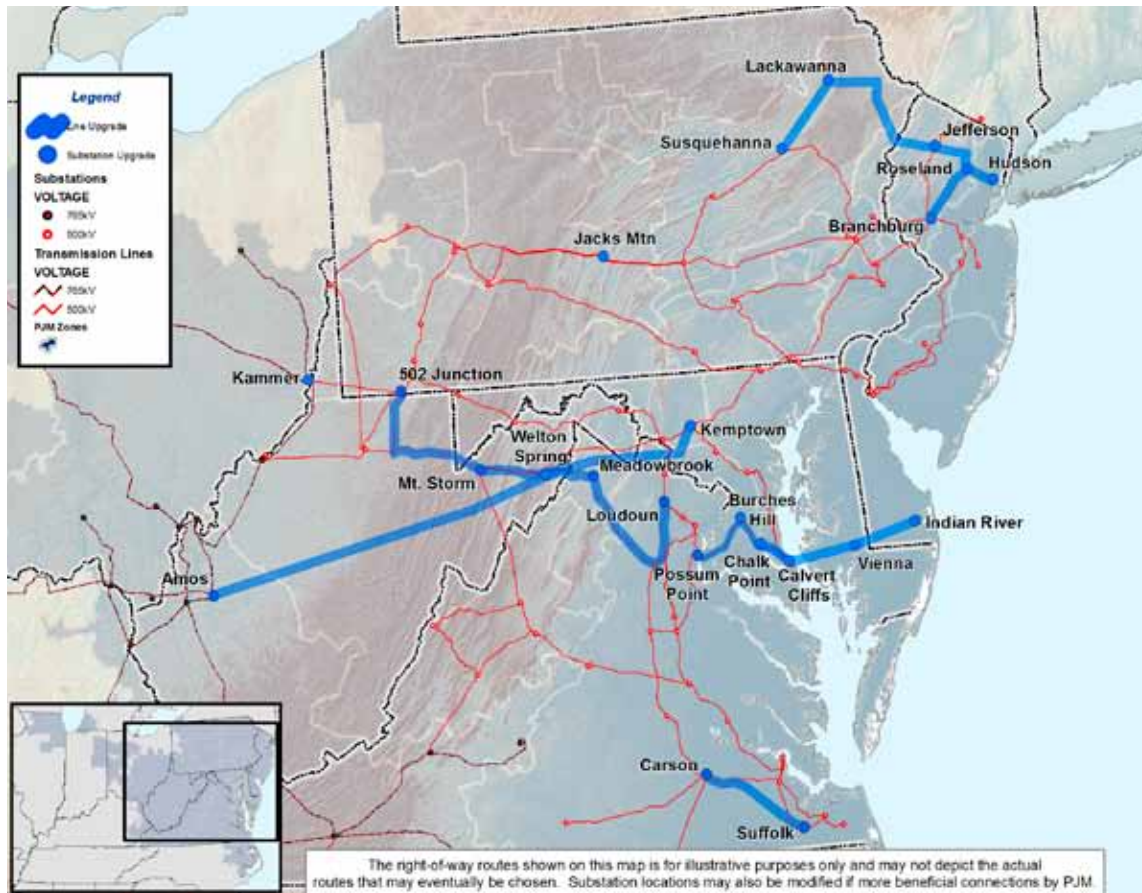 Legend
Line Upgrade
Substation Upgrade
Substations
VOLTAGE
765kV
500kV
Transmission Lines
VOLTAGE
765kV
500kV
PJM Zones
Lackawanna
Susquehanna
Jefferson
Roseland
Hudson
Branchburg
Jacks Mtn
Kammer
502 Junction
Kemptown
Welton
Spring
Meadowbrook
Mt. Storm
Loudoun
Burches
Hill
Indian River
Amos
Possum
Point
Chalk
Point
Calvert
Cliffs
Vienna
Carson
Suffolk
The right-of-way routes shown on this map is for illustrative purposes only and may not depict the actual
routes that may eventually be chosen. Substation locations may also be modified if more beneficial connections by PJM.